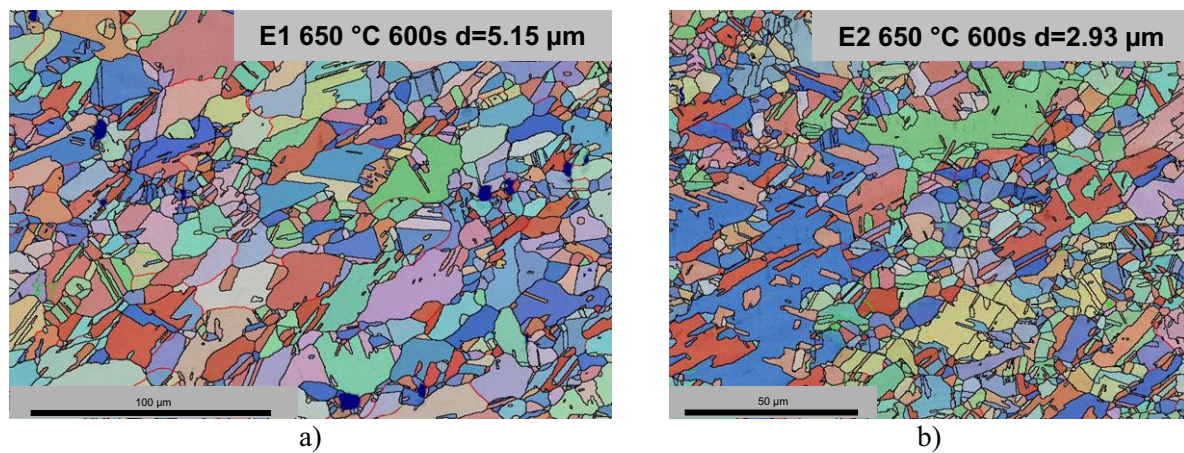 E1 650 °C 600s d=5.15 µm
E2 650 °C 600s d=2.93 µm
100 µm
50 µm
a)
b)